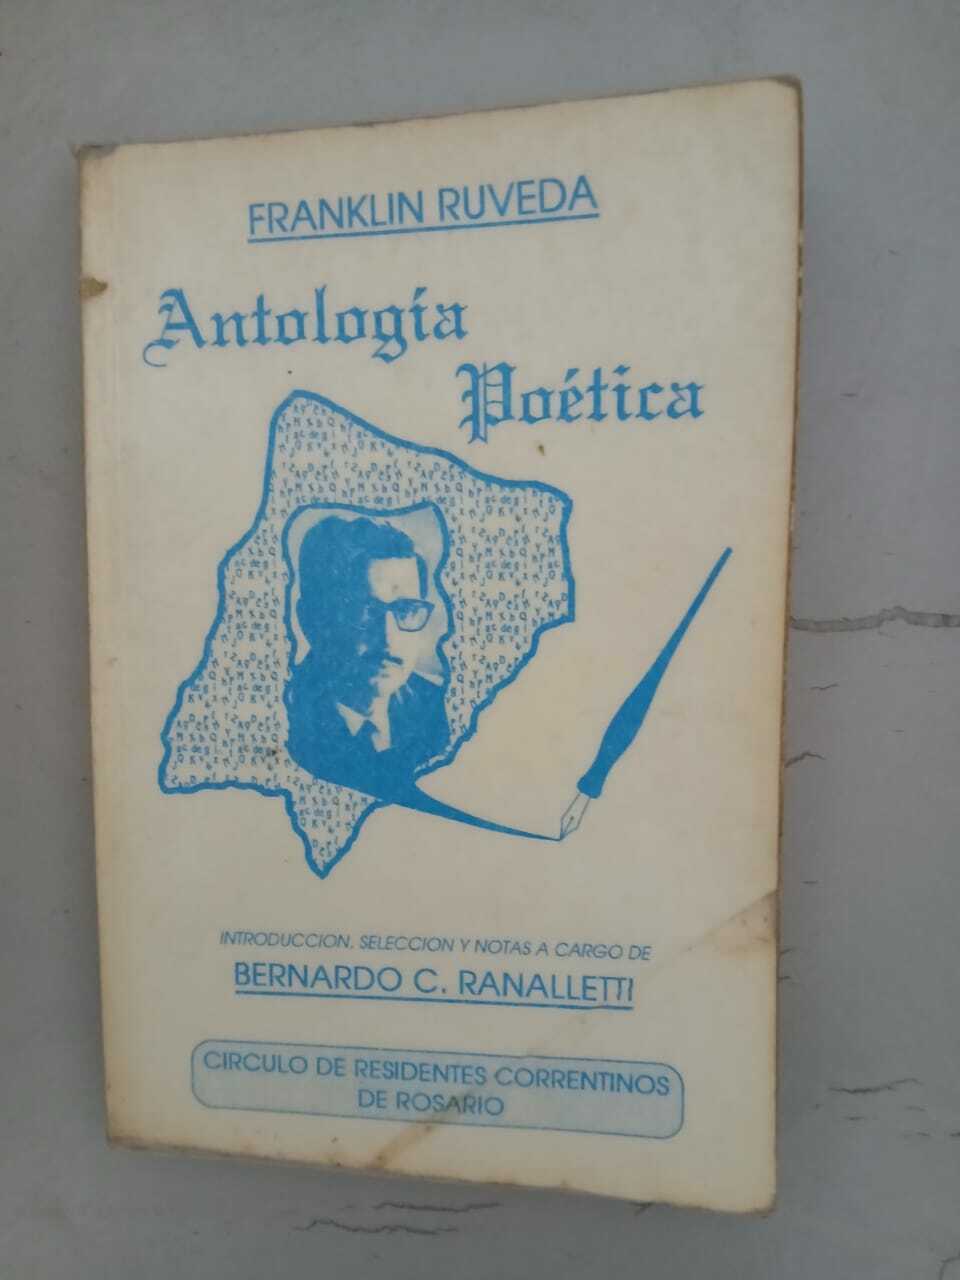 FRANKLIN RUVEDA
Antología
Poética
INTRODUCCION, SELECCION Y NOTAS A CARGO DE
BERNARDO C. RANALLETTI
CIRCULO DE RESIDENTES CORRENTINOS
DE ROSARIO